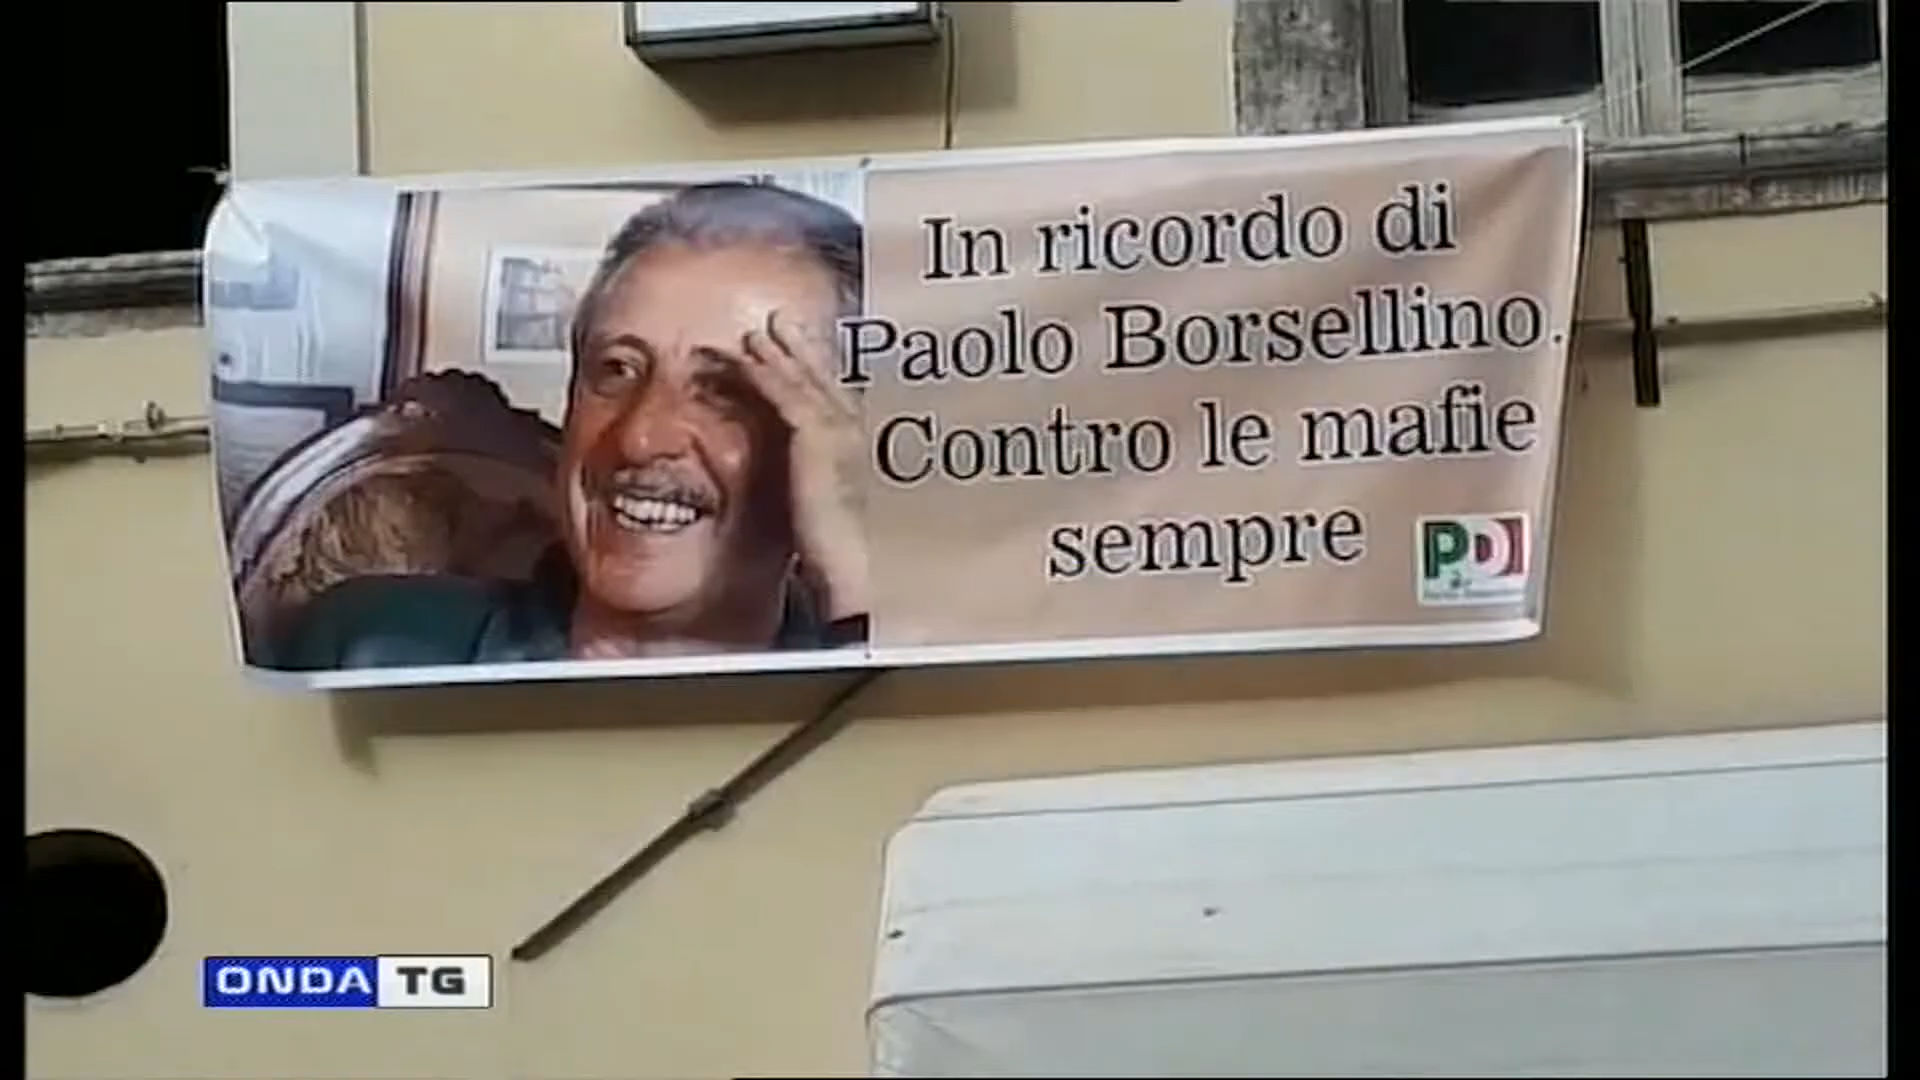 In ricordo di
Paolo Borsellino.
Contro le mafie
sempre
PD
ONDA TG